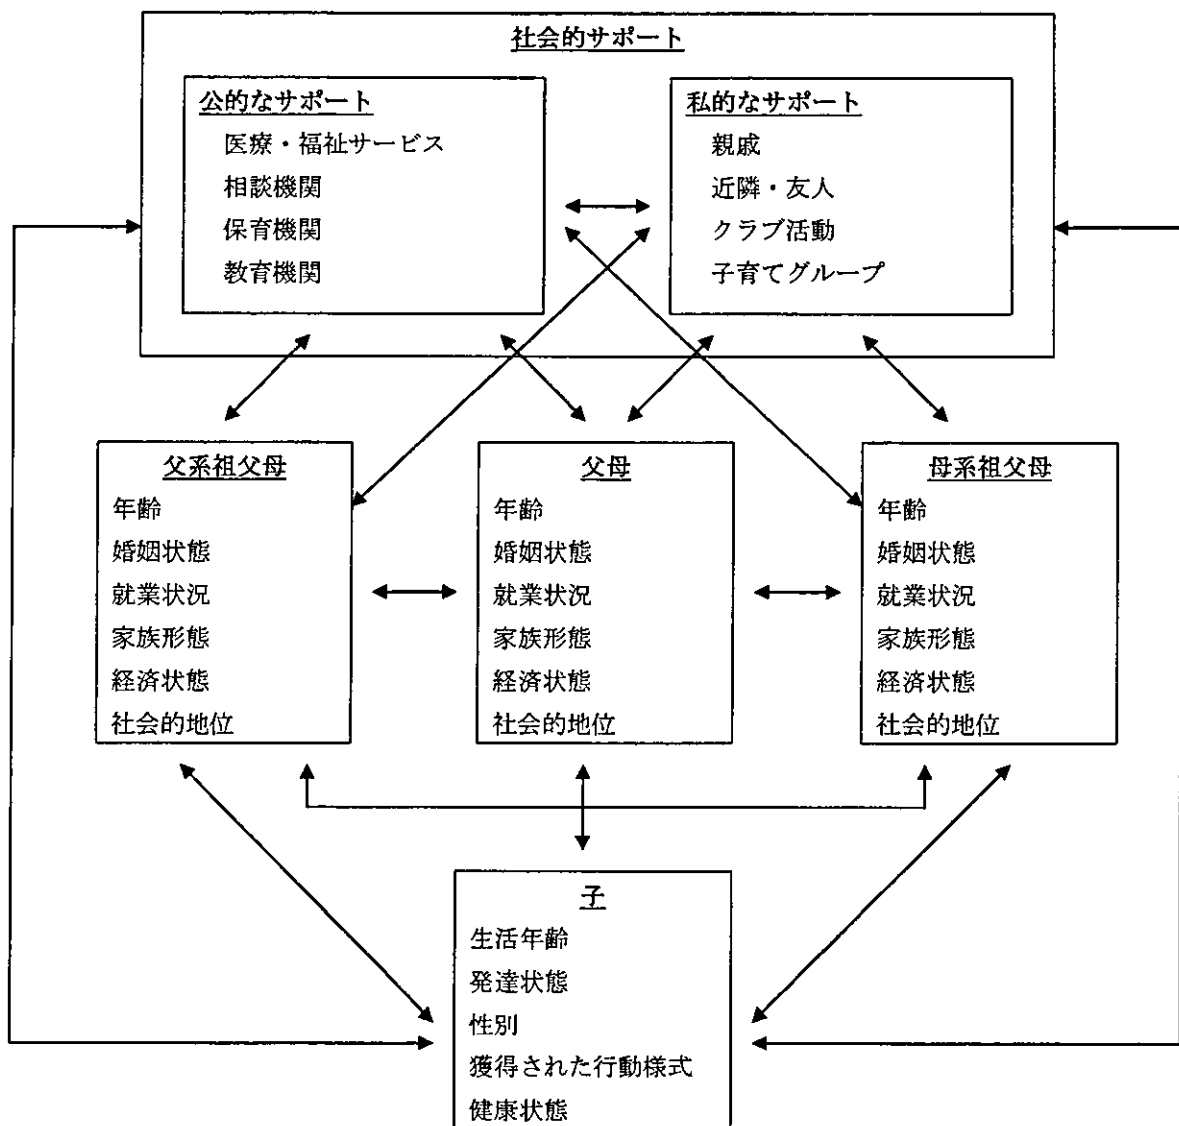 社会的サポート
公的なサポート
医療・福祉サービス
相談機関
保育機関
教育機関
私的なサポート
親戚
近隣・友人
クラブ活動
子育てグループ
父系祖父母
年齢
婚姻状態
就業状況
家族形態
経済状態
社会的地位
父母
年齢
婚姻状態
就業状況
家族形態
経済状態
社会的地位
母系祖父母
年齢
婚姻状態
就業状況
家族形態
経済状態
社会的地位
子
生活年齢
発達状態
性別
獲得された行動様式
健康状態